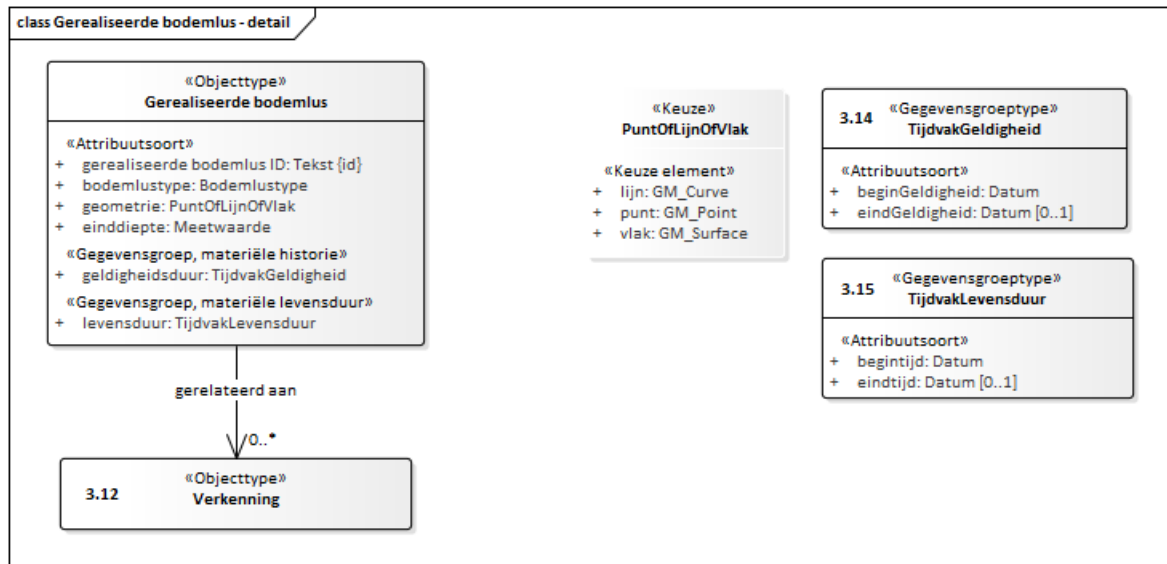 class Gerealiseerde bodemlus - detail
«Objecttype»
Gerealiseerde bodemlus
«Attribuutsoort»
+ gerealiseerde bodemlus ID: Tekst {id}
+ bodemlustype: Bodemlustype
+ geometrie: PuntOfLijnOfVlak
+ einddiepte: Meetwaarde
«Gegevensgroep, materiële historie»
+ geldigheidsduur: TijdvakGeldigheid
«Gegevensgroep, materiële levensduur»
+ levensduur: TijdvakLevensduur
gerelateerd aan
0..*
3.12
«Objecttype»
Verkenning
«Keuze»
PuntOfLijnOfVlak
«Keuze element»
+ lijn: GM_Curve
+ punt: GM_Point
+ vlak: GM_Surface
3.14 «Gegevensgroeptype»
TijdvakGeldigheid
«Attribuutsoort»
+ beginGeldigheid: Datum
+ eindGeldigheid: Datum [0..1]
3.15 «Gegevensgroeptype»
TijdvakLevensduur
«Attribuutsoort»
+ begintijd: Datum
+ eindtijd: Datum [0..1]